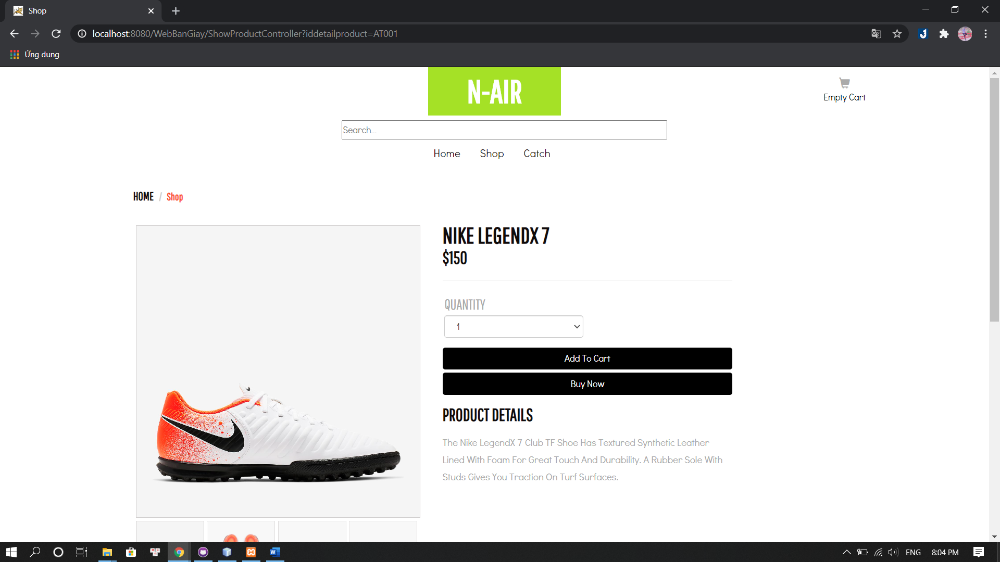 Shop
localhost:8080/WebBanGiay/ShowProductController?iddetailproduct=AT001
Ứng dụng
N-AIR
Empty Cart
Search...
Home Shop Catch
HOME / Shop
NIKE LEGENDX 7
$150
QUANTITY
1
Add To Cart
Buy Now
PRODUCT DETAILS
The Nike LegendX 7 Club TF Shoe Has Textured Synthetic Leather
Lined With Foam For Great Touch And Durability. A Rubber Sole With
Studs Gives You Traction On Turf Surfaces.
ENG 8:04 PM